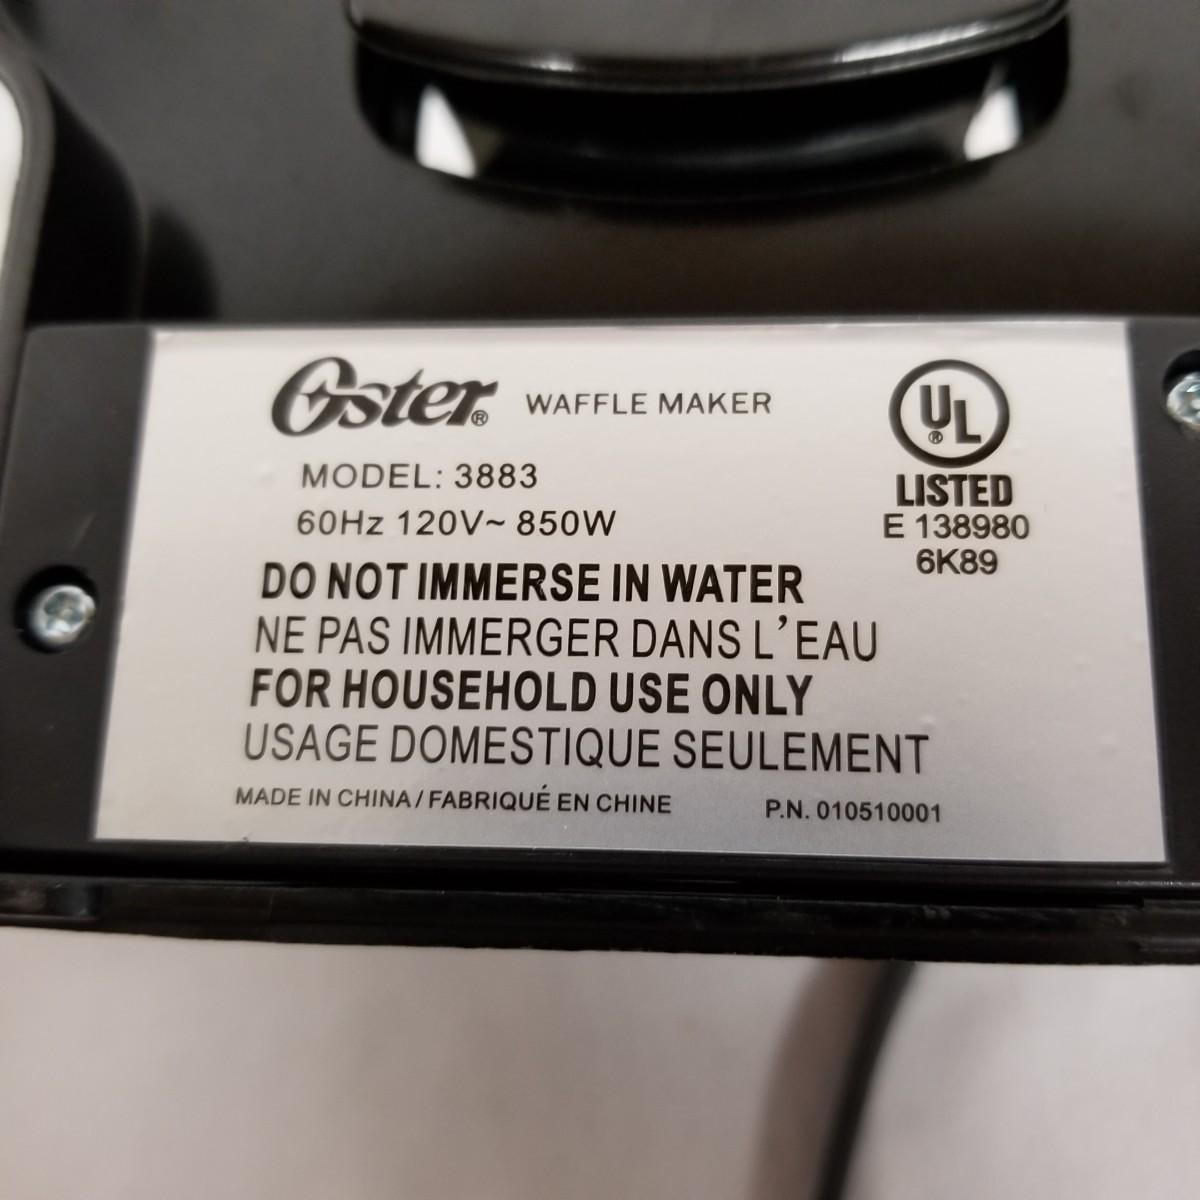 Oster® WAFFLE MAKER
UL®
LISTED
E 138980
6K89
MODEL: 3883
60Hz 120V~ 850W
DO NOT IMMERSE IN WATER
NE PAS IMMERGER DANS L'EAU
FOR HOUSEHOLD USE ONLY
USAGE DOMESTIQUE SEULEMENT
MADE IN CHINA / FABRIQUÉ EN CHINE P.N. 010510001